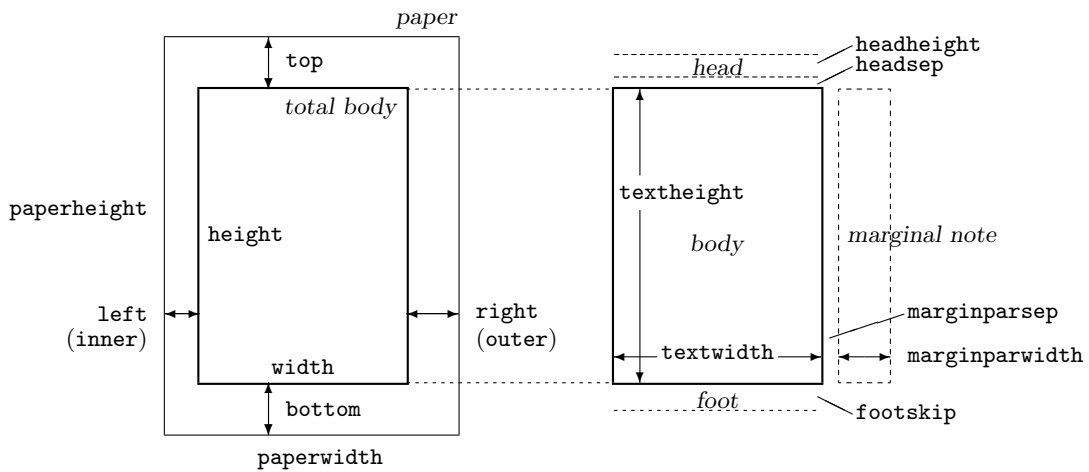 paper
top
total body
paperheight
height
left
(inner)
right
(outer)
width
bottom
paperwidth
headheight
head
headsep
textheight
body
marginal note
marginparsep
textwidth
marginparwidth
foot
footskip